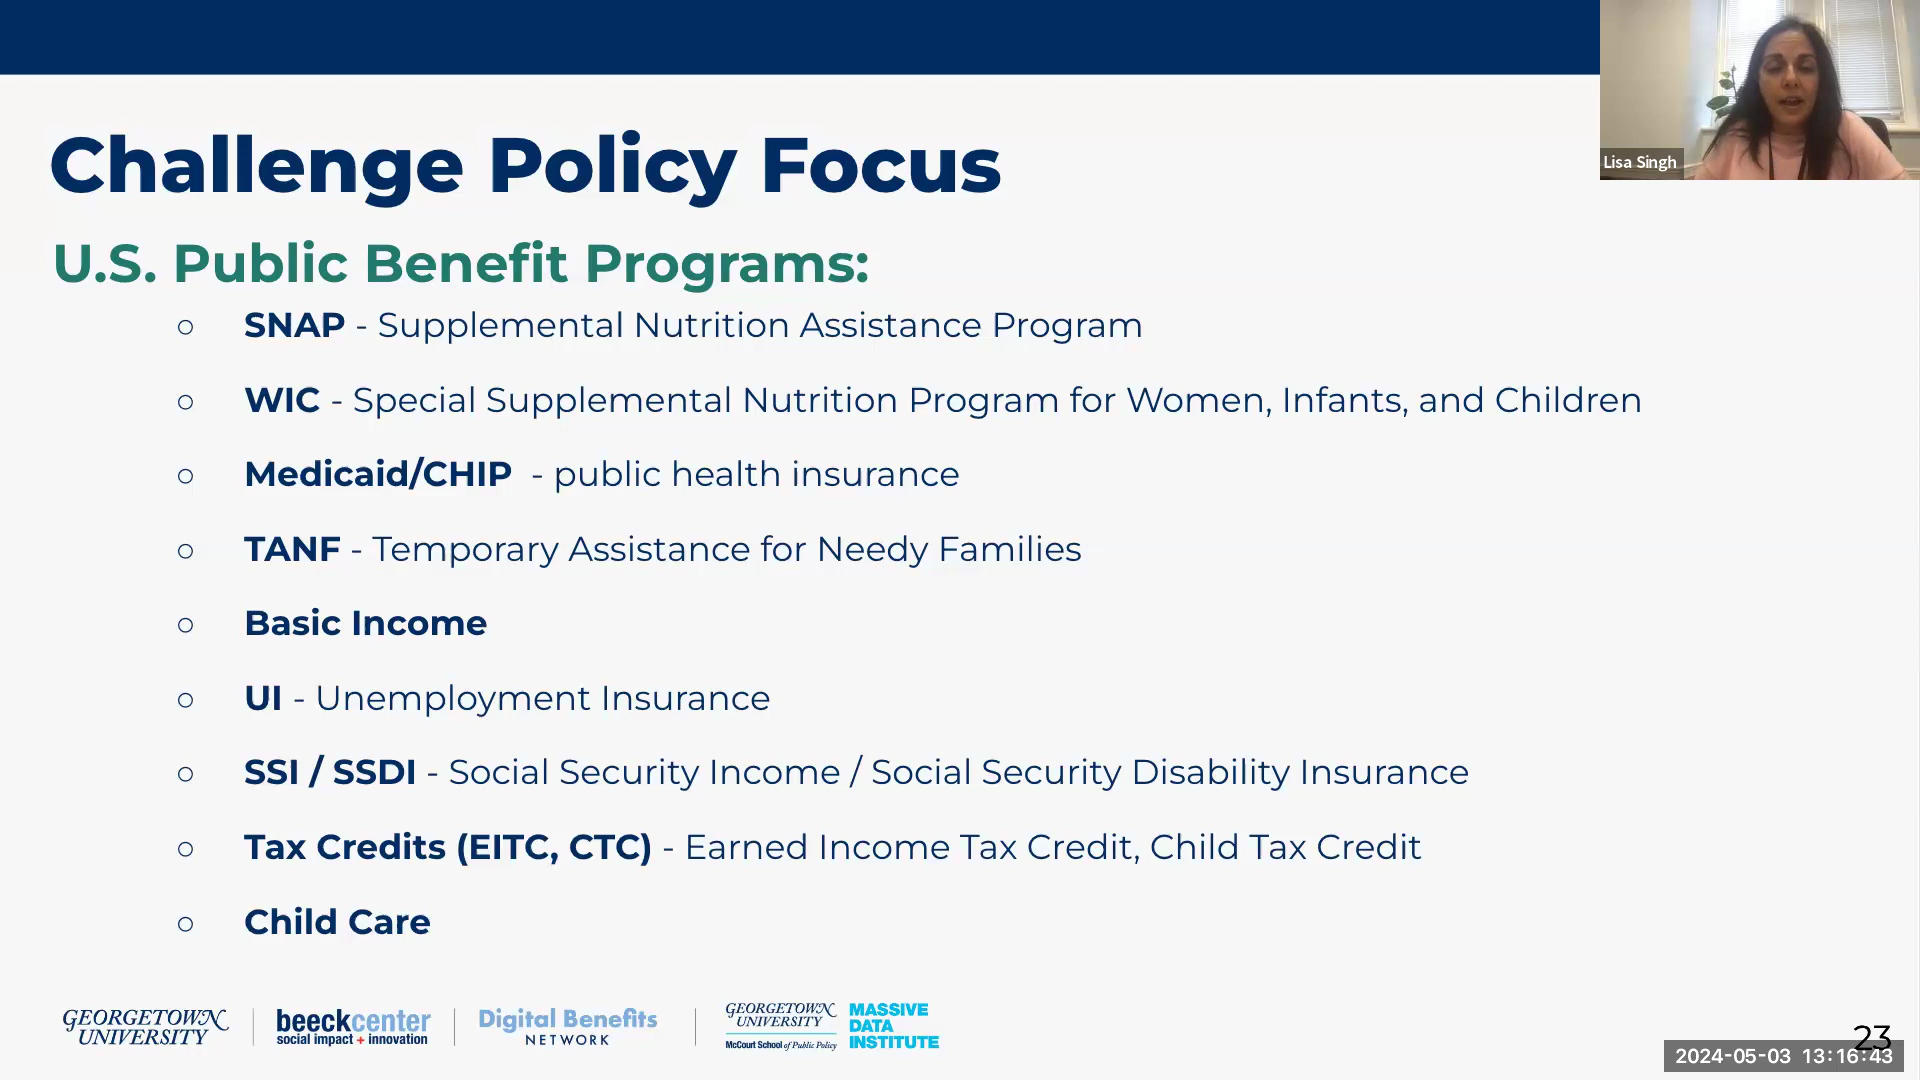 Lisa Singh
Challenge Policy Focus
U.S. Public Benefit Programs:
○ SNAP - Supplemental Nutrition Assistance Program
○ WIC - Special Supplemental Nutrition Program for Women, Infants, and Children
○ Medicaid/CHIP - public health insurance
○ TANF - Temporary Assistance for Needy Families
○ Basic Income
○ UI - Unemployment Insurance
○ SSI / SSDI - Social Security Income / Social Security Disability Insurance
○ Tax Credits (EITC, CTC) - Earned Income Tax Credit, Child Tax Credit
○ Child Care
GEORGETOWN
UNIVERSITY
beeckcenter
social impact + innovation
Digital Benefits
NETWORK
GEORGETOWN
UNIVERSITY
McCourt School of Public Policy
MASSIVE
DATA
INSTITUTE
23
2024-05-03 13:16:43